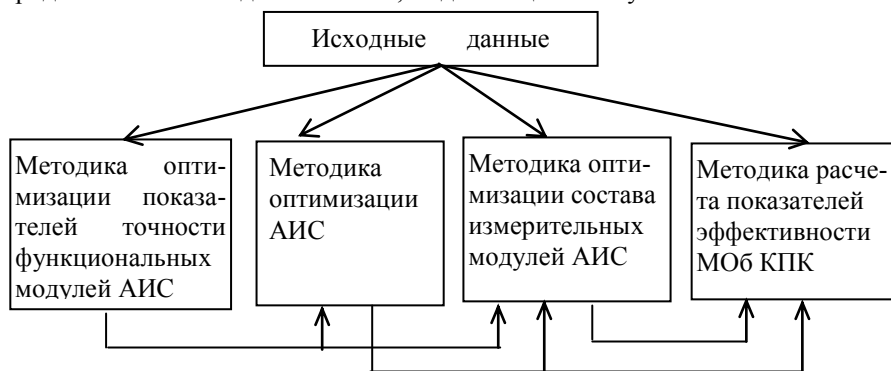 Исходные данные
Методика опти-
мизации показа-
телей точности
функциональных
модулей АИС
Методика
оптимизации
АИС
Методика опти-
мизации состава
измерительных
модулей АИС
Методика расче-
та показателей
эффективности
МОб КПК